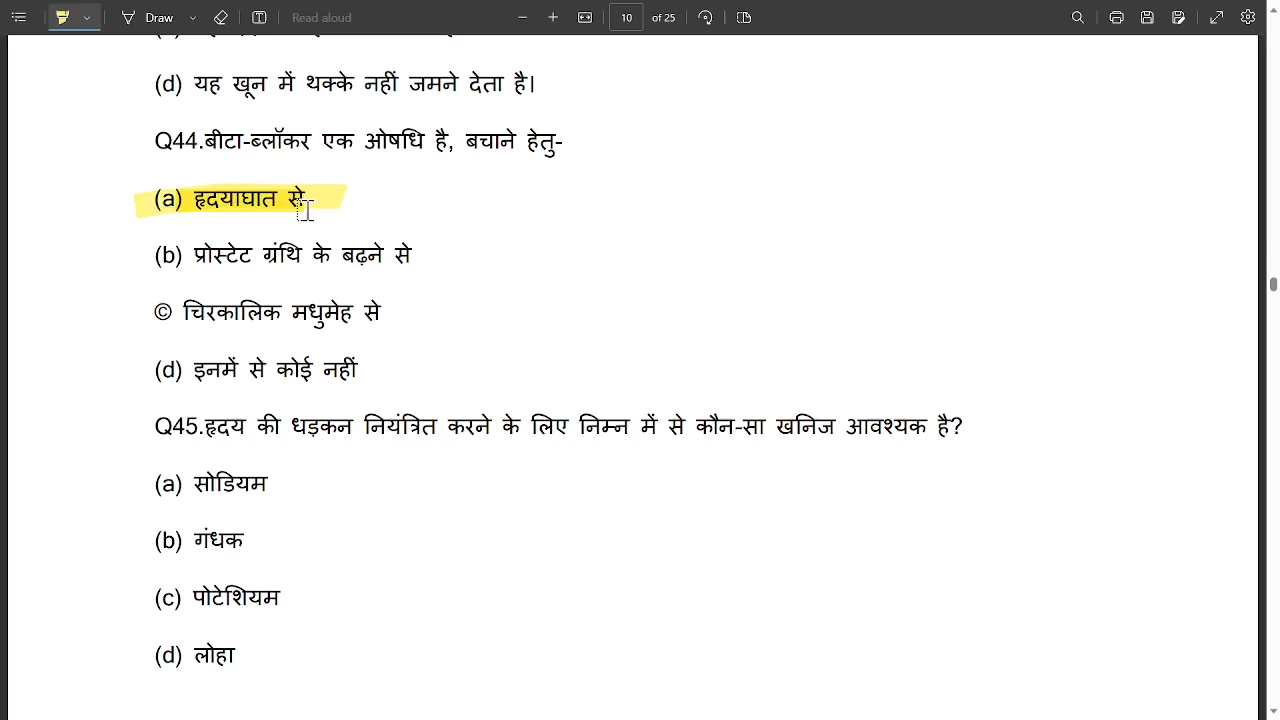 Draw
Read aloud
10 of 25
(d) यह खून में थक्के नहीं जमने देता है।
Q44.बीटा-ब्लॉकर एक ओषधि है, बचाने हेतु-
(a) हृदयाघात से
(b) प्रोस्टेट ग्रंथि के बढ़ने से
© चिरकालिक मधुमेह से
(d) इनमें से कोई नहीं
Q45.हृदय की धड़कन नियंत्रित करने के लिए निम्न में से कौन-सा खनिज आवश्यक है?
(a) सोडियम
(b) गंधक
(c) पोटेशियम
(d) लोहा